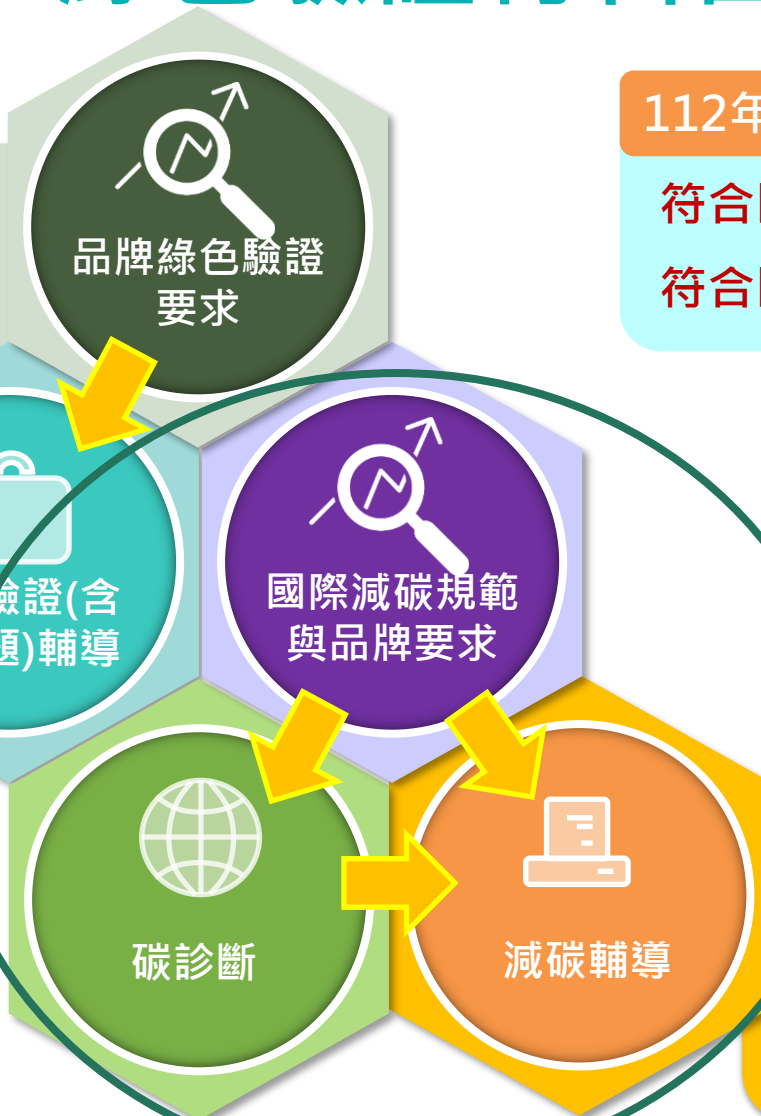 112年
符合
符合
品牌綠色驗證
要求
驗證(含
題)輔導
國際減碳規範
與品牌要求
碳診斷
減碳輔導